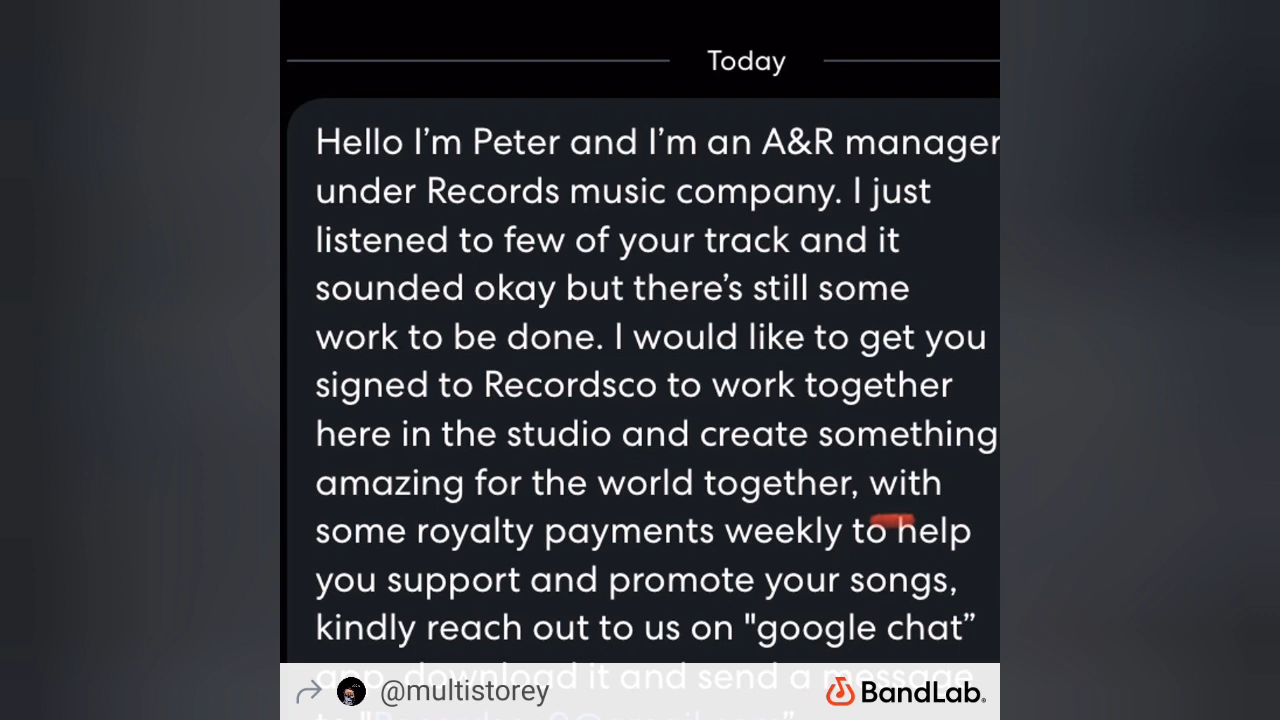 Today
Hello I’m Peter and I’m an A&R manager
under Records music company. I just
listened to few of your track and it
sounded okay but there’s still some
work to be done. I would like to get you
signed to Recordsco to work together
here in the studio and create something
amazing for the world together, with
some royalty payments weekly to help
you support and promote your songs,
kindly reach out to us on "google chat”
app, download it and send a message
@multistorey
BandLab.